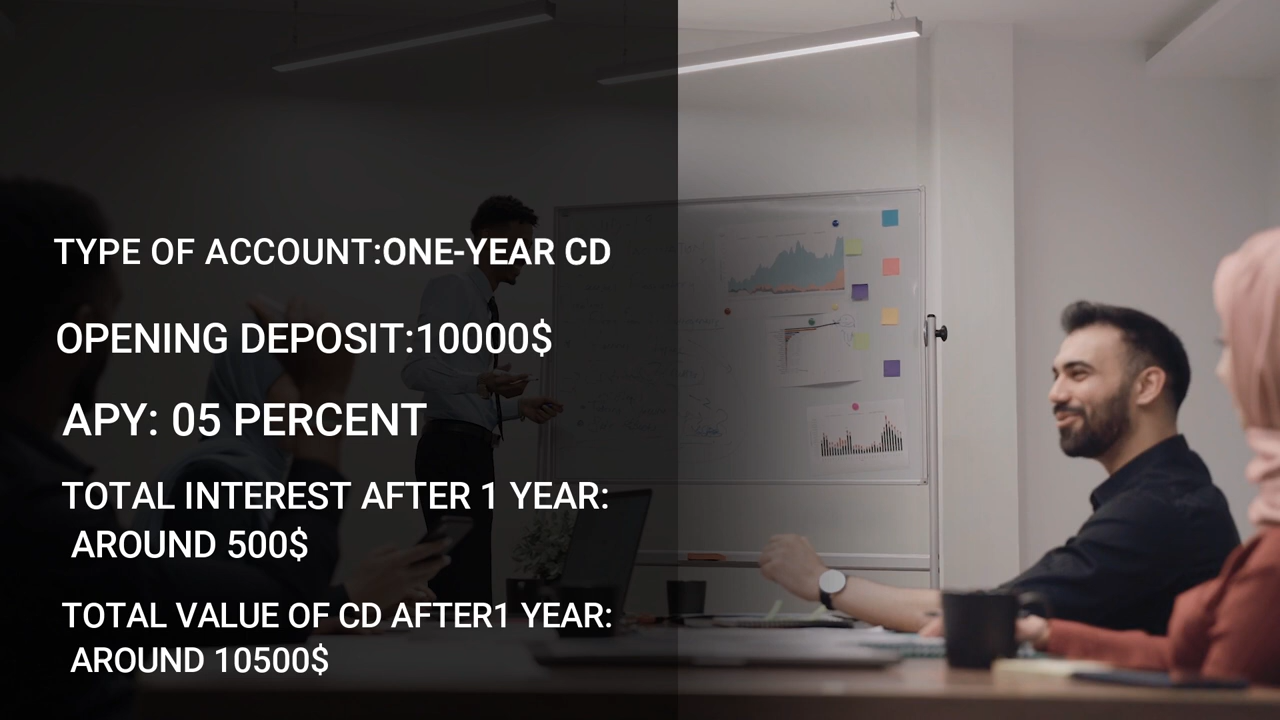 TYPE OF ACCOUNT:ONE-YEAR CD
OPENING DEPOSIT:10000$
APY: 05 PERCENT
TOTAL INTEREST AFTER 1 YEAR:
AROUND 500$
TOTAL VALUE OF CD AFTER1 YEAR:
AROUND 10500$